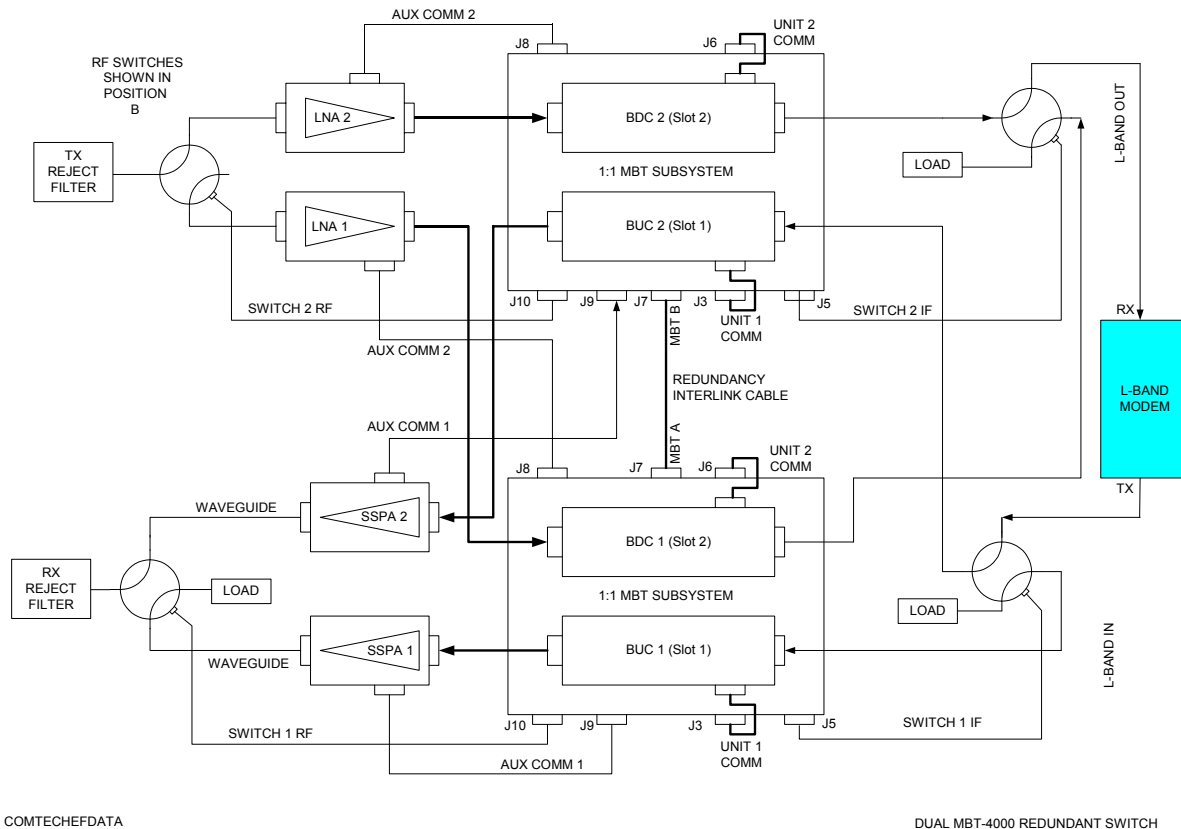 AUX COMM 2
UNIT 2
COMM
J8
J6
RF SWITCHES
SHOWN IN
POSITION
B
LNA 2
BDC 2 (Slot 2)
L-BAND OUT
TX
REJECT
FILTER
LOAD
1:1 MBT SUBSYSTEM
LNA 1
BUC 2 (Slot 1)
SWITCH 2 RF
J10
J9
J7
J3
J5
SWITCH 2 IF
RX
MBT B
UNIT 1
COMM
AUX COMM 2
REDUNDANCY
INTERLINK CABLE
L-BAND
MODEM
AUX COMM 1
MBT A
UNIT 2
COMM
J8
J7
J6
TX
WAVEGUIDE
SSPA 2
BDC 1 (Slot 2)
RX
REJECT
FILTER
LOAD
1:1 MBT SUBSYSTEM
LOAD
SSPA 1
BUC 1 (Slot 1)
L-BAND IN
WAVEGUIDE
SWITCH 1 RF
J10
J9
J3
J5
SWITCH 1 IF
UNIT 1
COMM
AUX COMM 1
COMTECHEFDATA
DUAL MBT-4000 REDUNDANT SWITCH